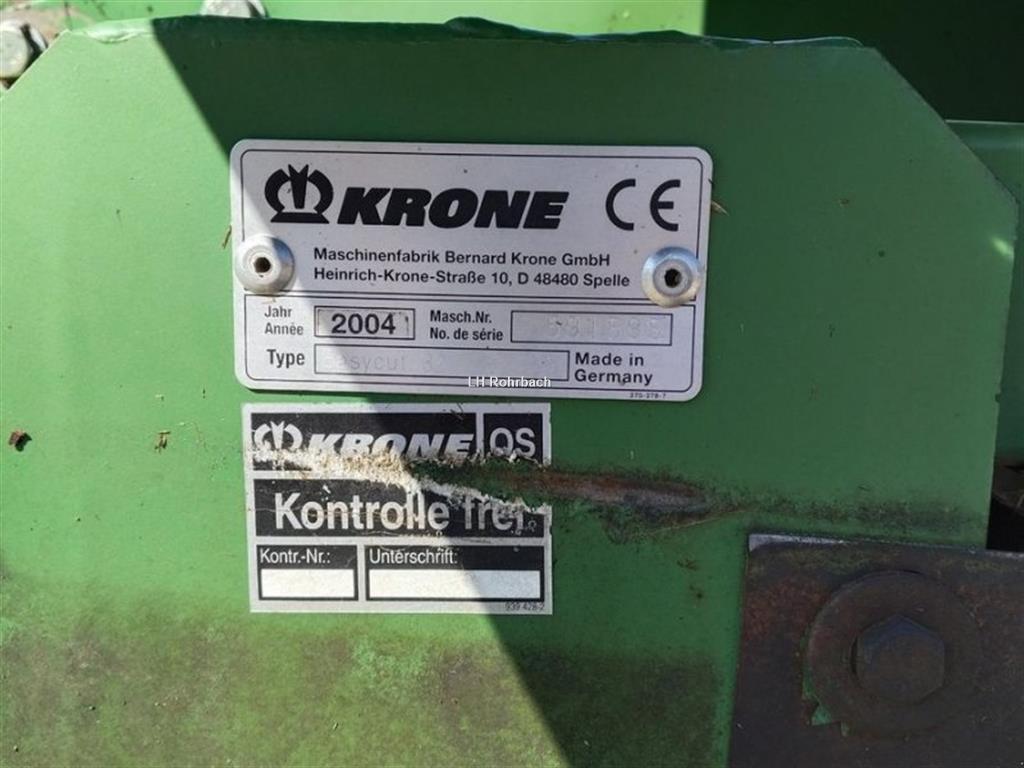 KRONE CE
Maschinenfabrik Bernard Krone GmbH
Heinrich-Krone-Straße 10, D 48480 Spelle
Jahr
Année
2004
Masch.Nr.
No. de série
Type
easycut
Made in
Germany
270-278-7
LH Rohrbach
KRONE QS
Kontrolle frei
Kontr.-Nr.: Unterschrift:
939 428-2